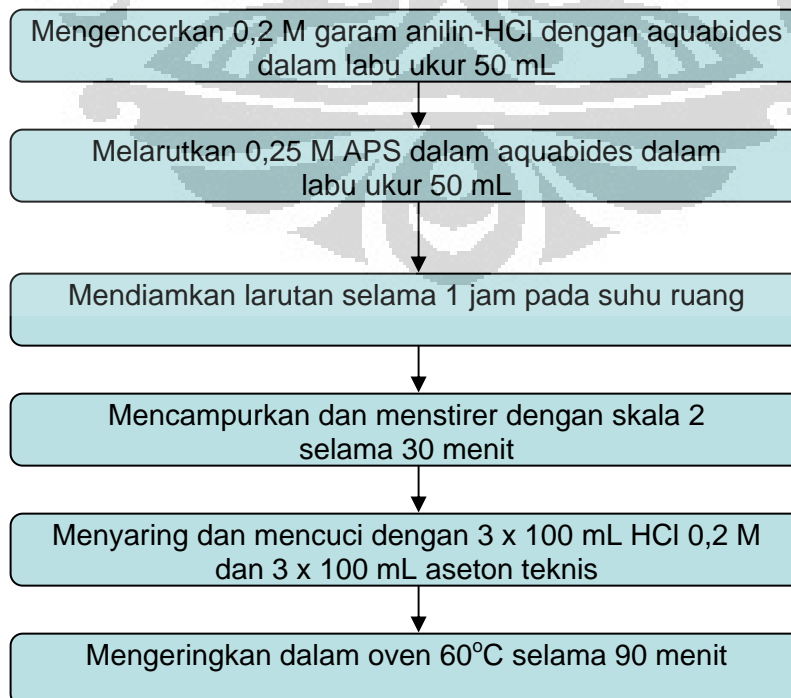 Mengencerkan 0,2 M garam anilin-HCl dengan aquabides
dalam labu ukur 50 mL
Melarutkan 0,25 M APS dalam aquabides dalam
labu ukur 50 mL
Mendiamkan larutan selama 1 jam pada suhu ruang
Mencampurkan dan menstirer dengan skala 2
selama 30 menit
Menyaring dan mencuci dengan 3 x 100 mL HCl 0,2 M
dan 3 x 100 mL aseton teknis
Mengeringkan dalam oven 60°C selama 90 menit